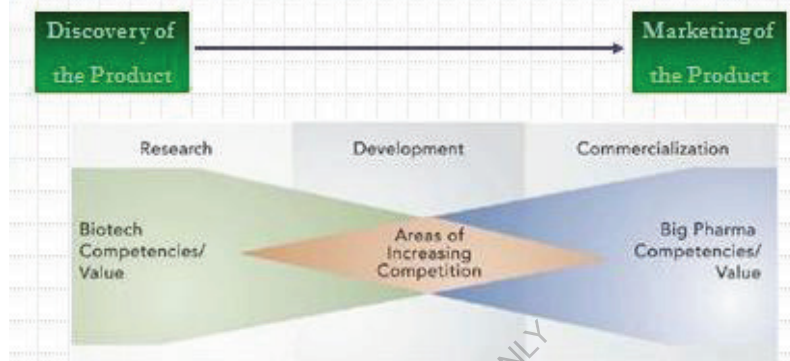 Discovery of
the Product
Marketing of
the Product
Research
Development
Commercialization
Biotech
Competencies/
Value
Areas of
Increasing
Competition
Big Pharma
Competencies/
Value